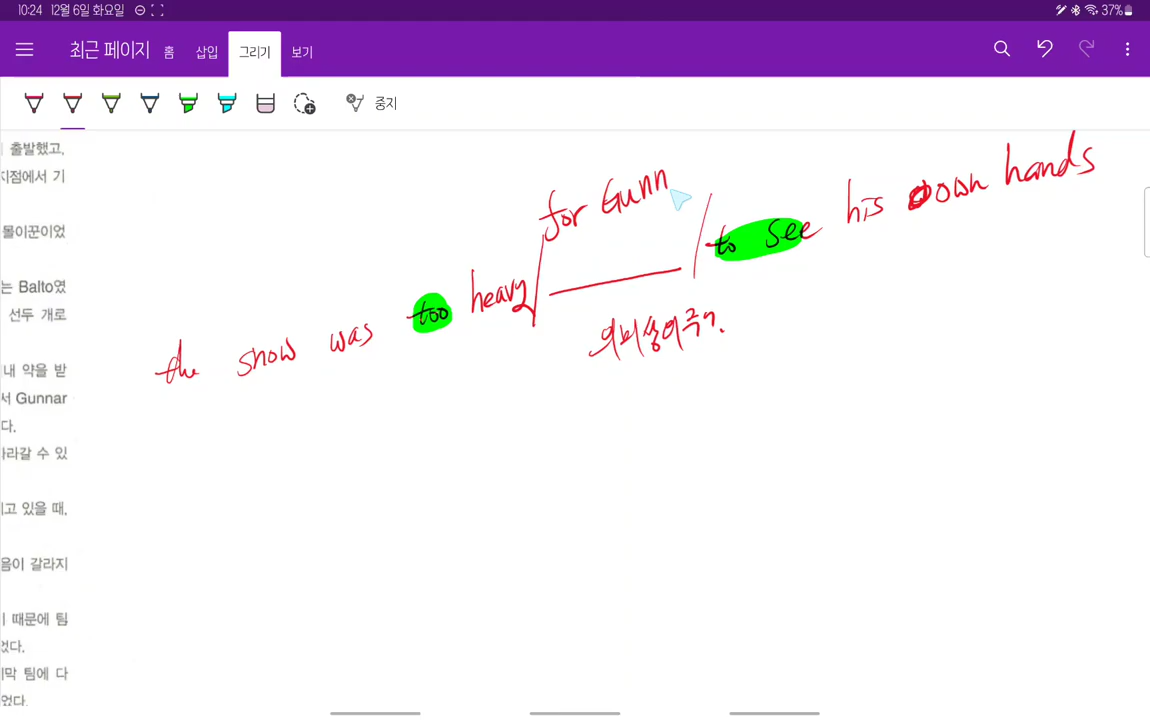 10:24 12월 6일 화요일 37%
최근 페이지 홈 삽입 그리기 보기
중지
출발했고,
지점에서 기
몰이꾼이었
는 Balto였
선두 개로
내 약을 받
서 Gunnar
다.
라갈 수 있
고 있을 때,
음이 갈라지
때문에 팀
었다.
막 팀에 다
었다.
the snow was too heavy for Gunn to see his own hands
의미상의 주어.